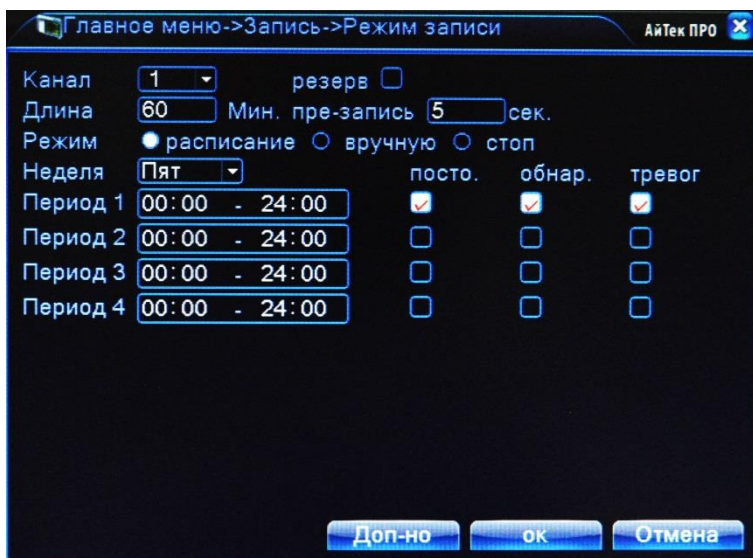 Главное меню->Запись->Режим записи АйТек ПРО
Канал 1 резерв
Длина 60 Мин. пре-запись 5 сек.
Режим расписание вручную стоп
Неделя Пят посто. обнар. тревог
Период 1 00:00 - 24:00
Период 2 00:00 - 24:00
Период 3 00:00 - 24:00
Период 4 00:00 - 24:00
Доп-но ок Отмена